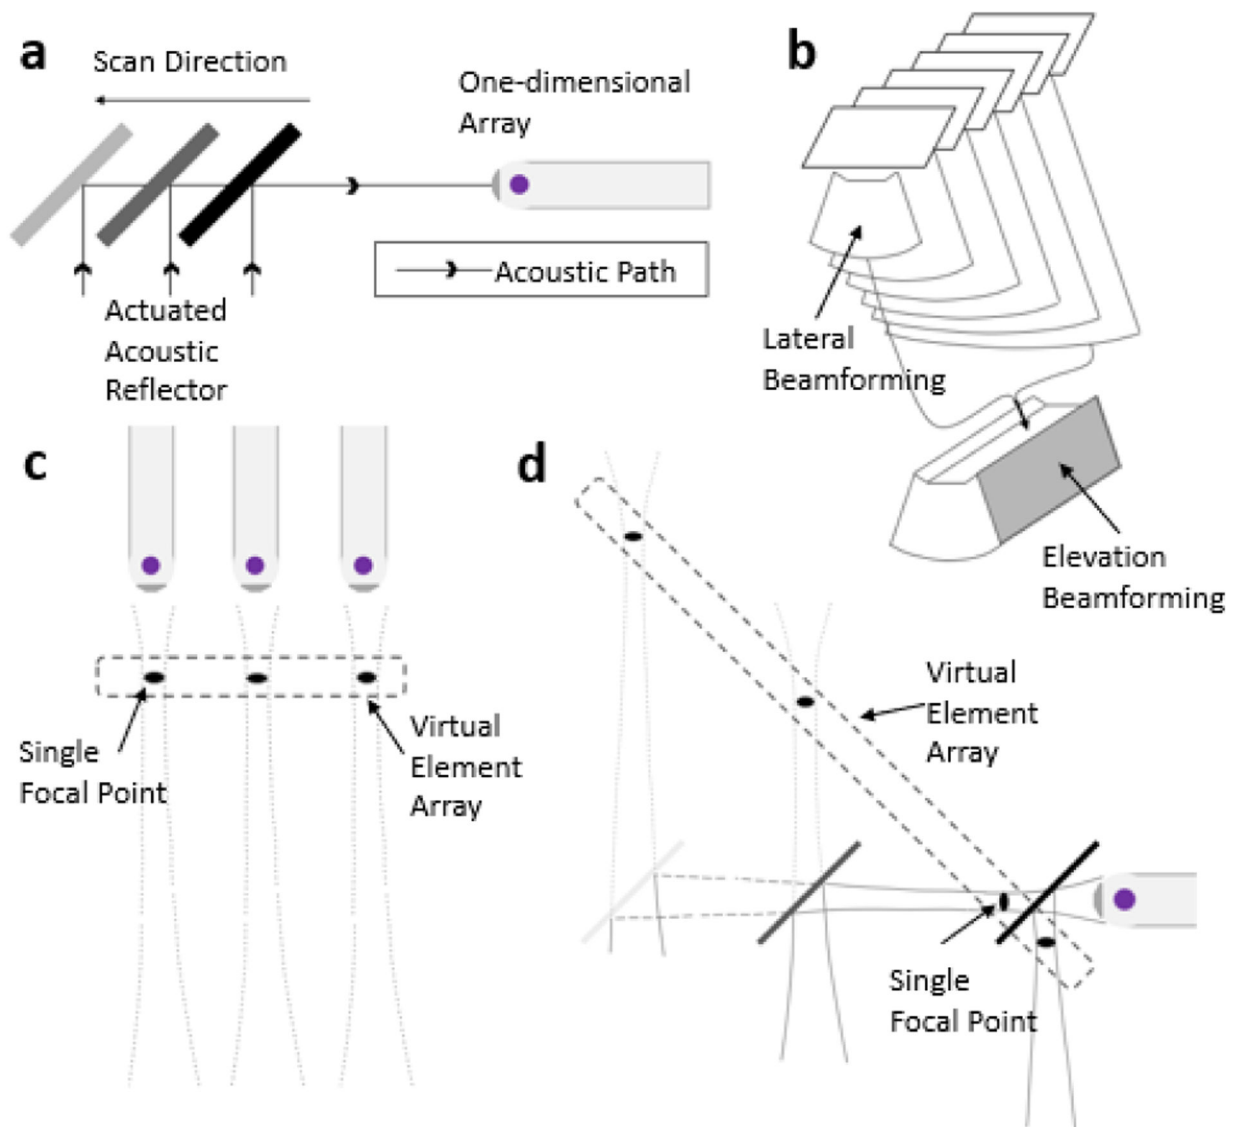 a
Scan Direction
One-dimensional
Array
Acoustic Path
Actuated
Acoustic
Reflector
b
Lateral
Beamforming
Elevation
Beamforming
c
Single
Focal Point
Virtual
Element
Array
d
Virtual
Element
Array
Single
Focal Point